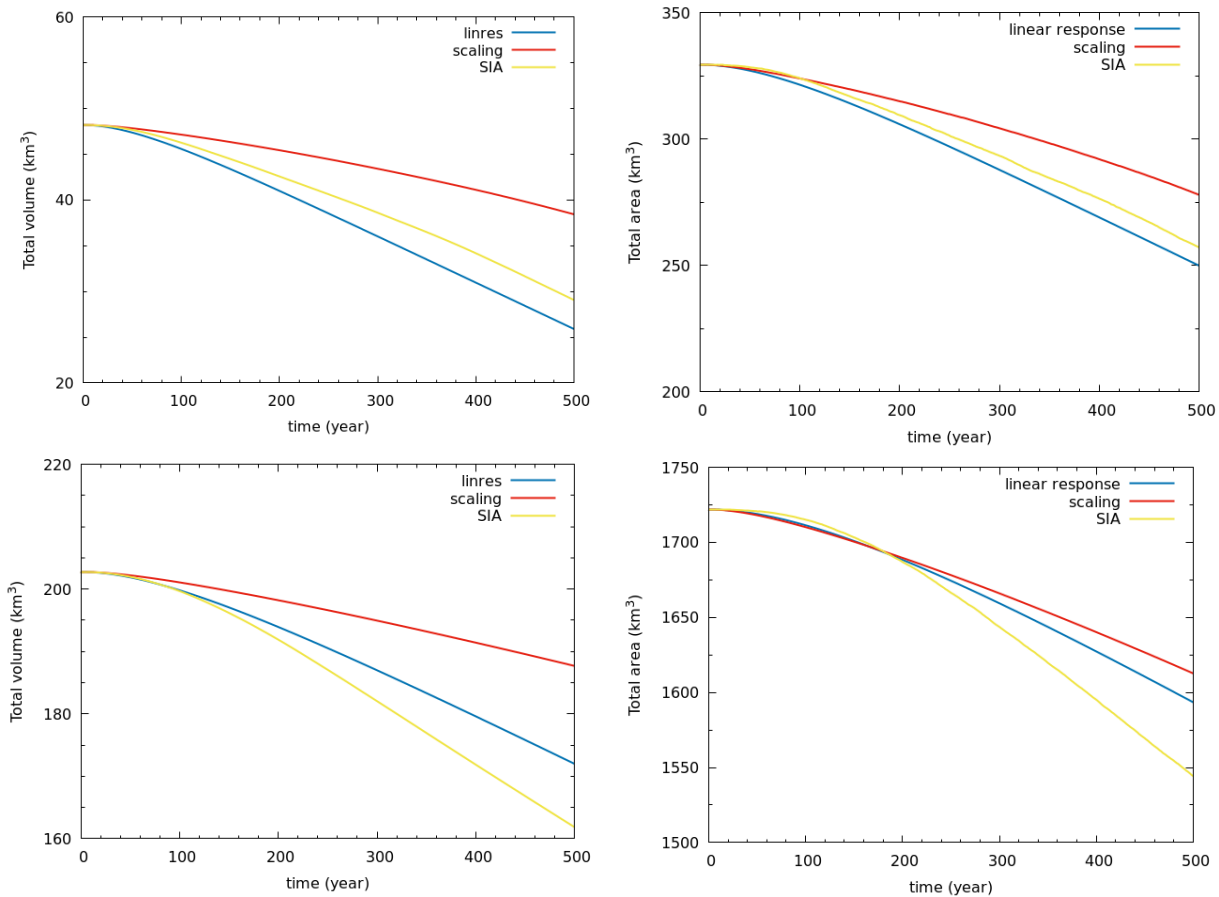 60
40
20
0 100 200 300 400 500
Total volume (km³)
time (year)
linres
scaling
SIA
350
300
250
200
0 100 200 300 400 500
Total area (km³)
time (year)
linear response
scaling
SIA
220
200
180
160
0 100 200 300 400 500
Total volume (km³)
time (year)
linres
scaling
SIA
1750
1700
1650
1600
1550
1500
0 100 200 300 400 500
Total area (km³)
time (year)
linear response
scaling
SIA